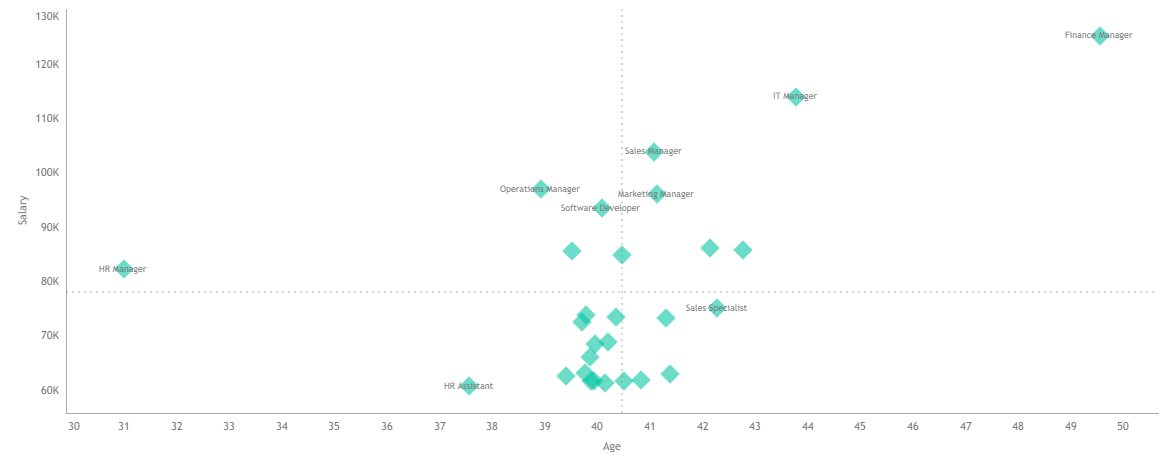 130K
Finance Manager
120K
IT Manager
110K
Sales Manager
100K
Operations Manager
Marketing Manager
Software Developer
Salary
90K
HR Manager
80K
Sales Specialist
70K
HR Assistant
60K
30 31 32 33 34 35 36 37 38 39 40 41 42 43 44 45 46 47 48 49 50
Age